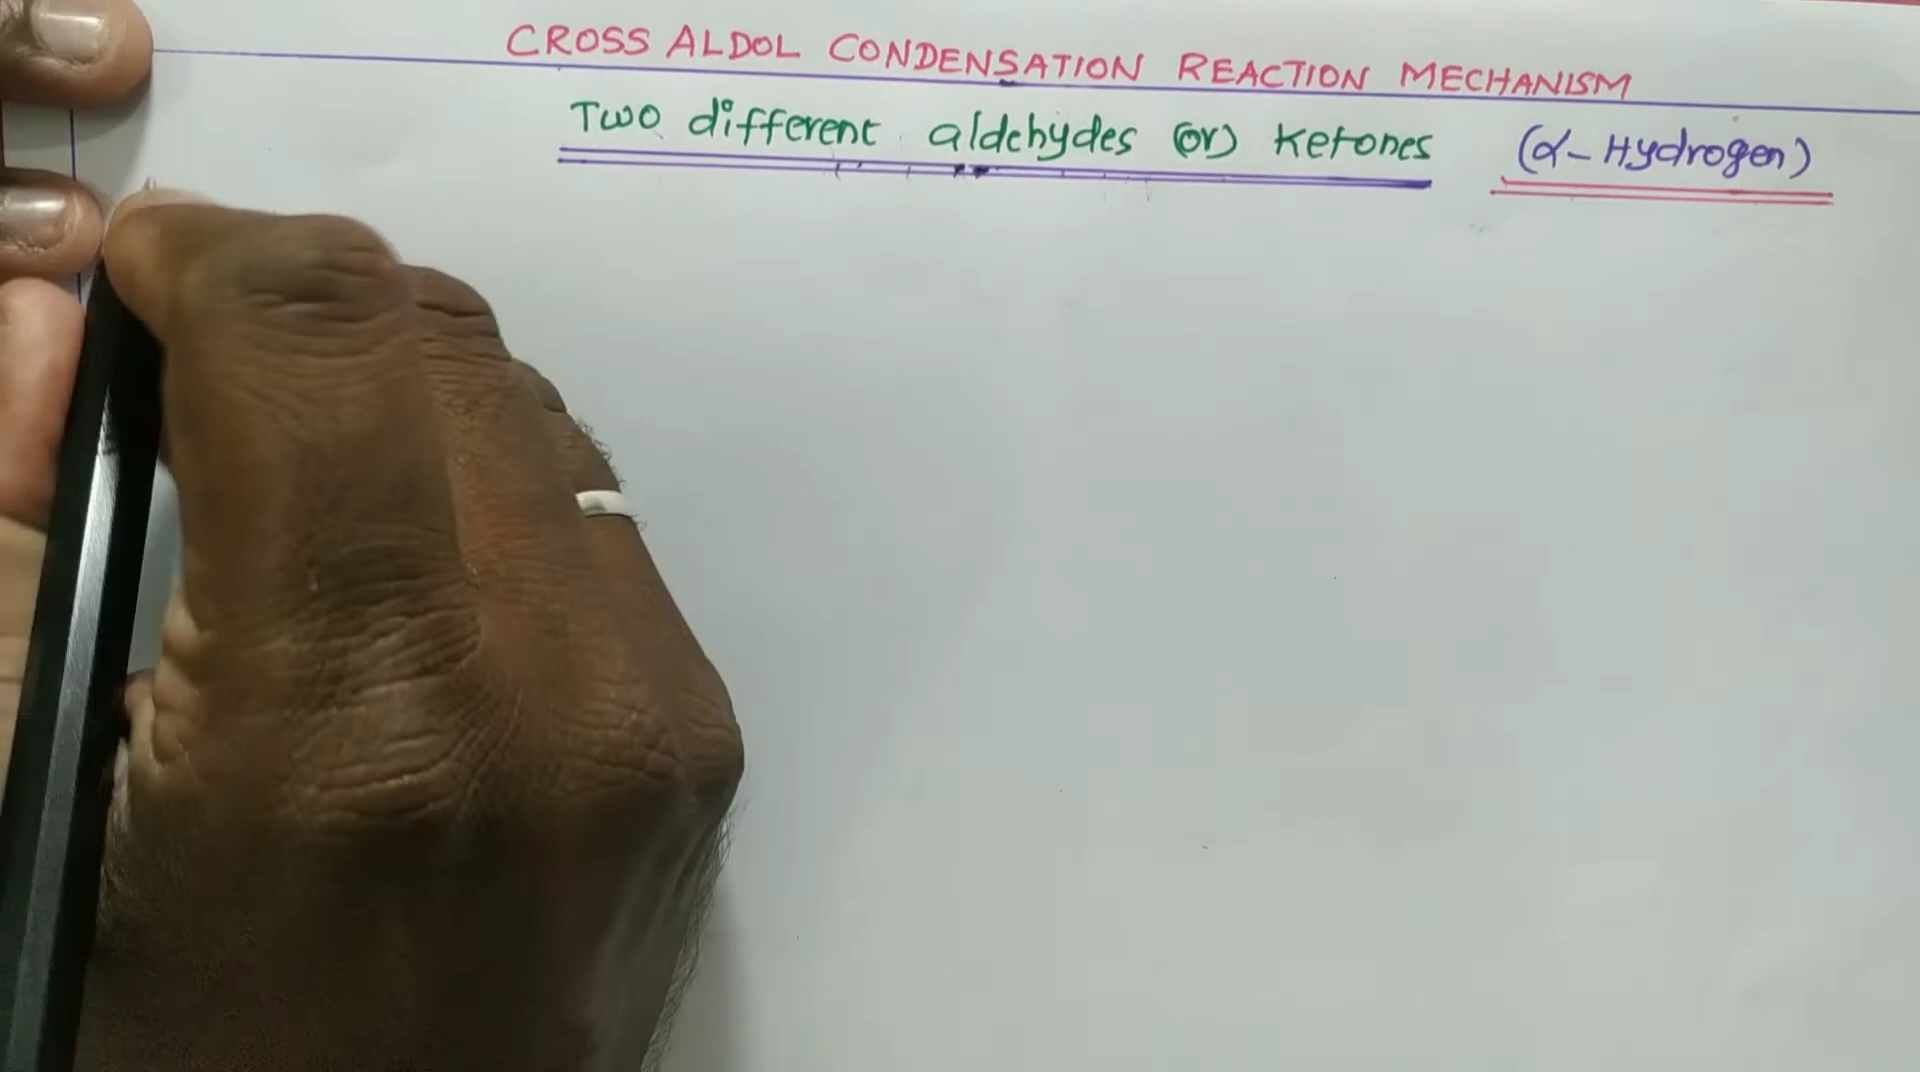 CROSS ALDOL CONDENSATION REACTION MECHANISM
Two different aldehydes (or) Ketones (α-Hydrogen)